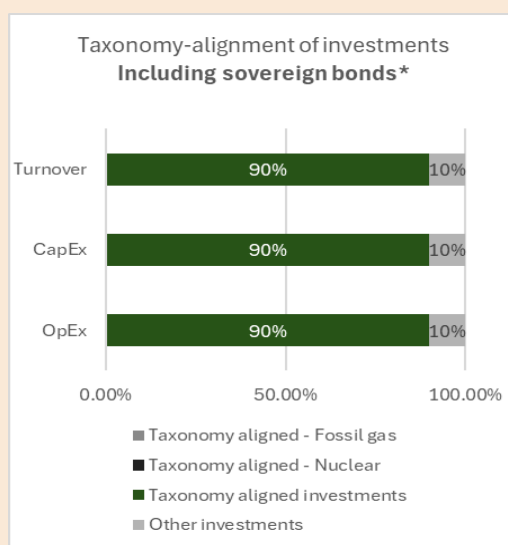 Taxonomy-alignment of investments
Including sovereign bonds*
Turnover 90% 10%
CapEx 90% 10%
OpEx 90% 10%
0.00% 50.00% 100.00%
Taxonomy aligned - Fossil gas
Taxonomy aligned - Nuclear
Taxonomy aligned investments
Other investments